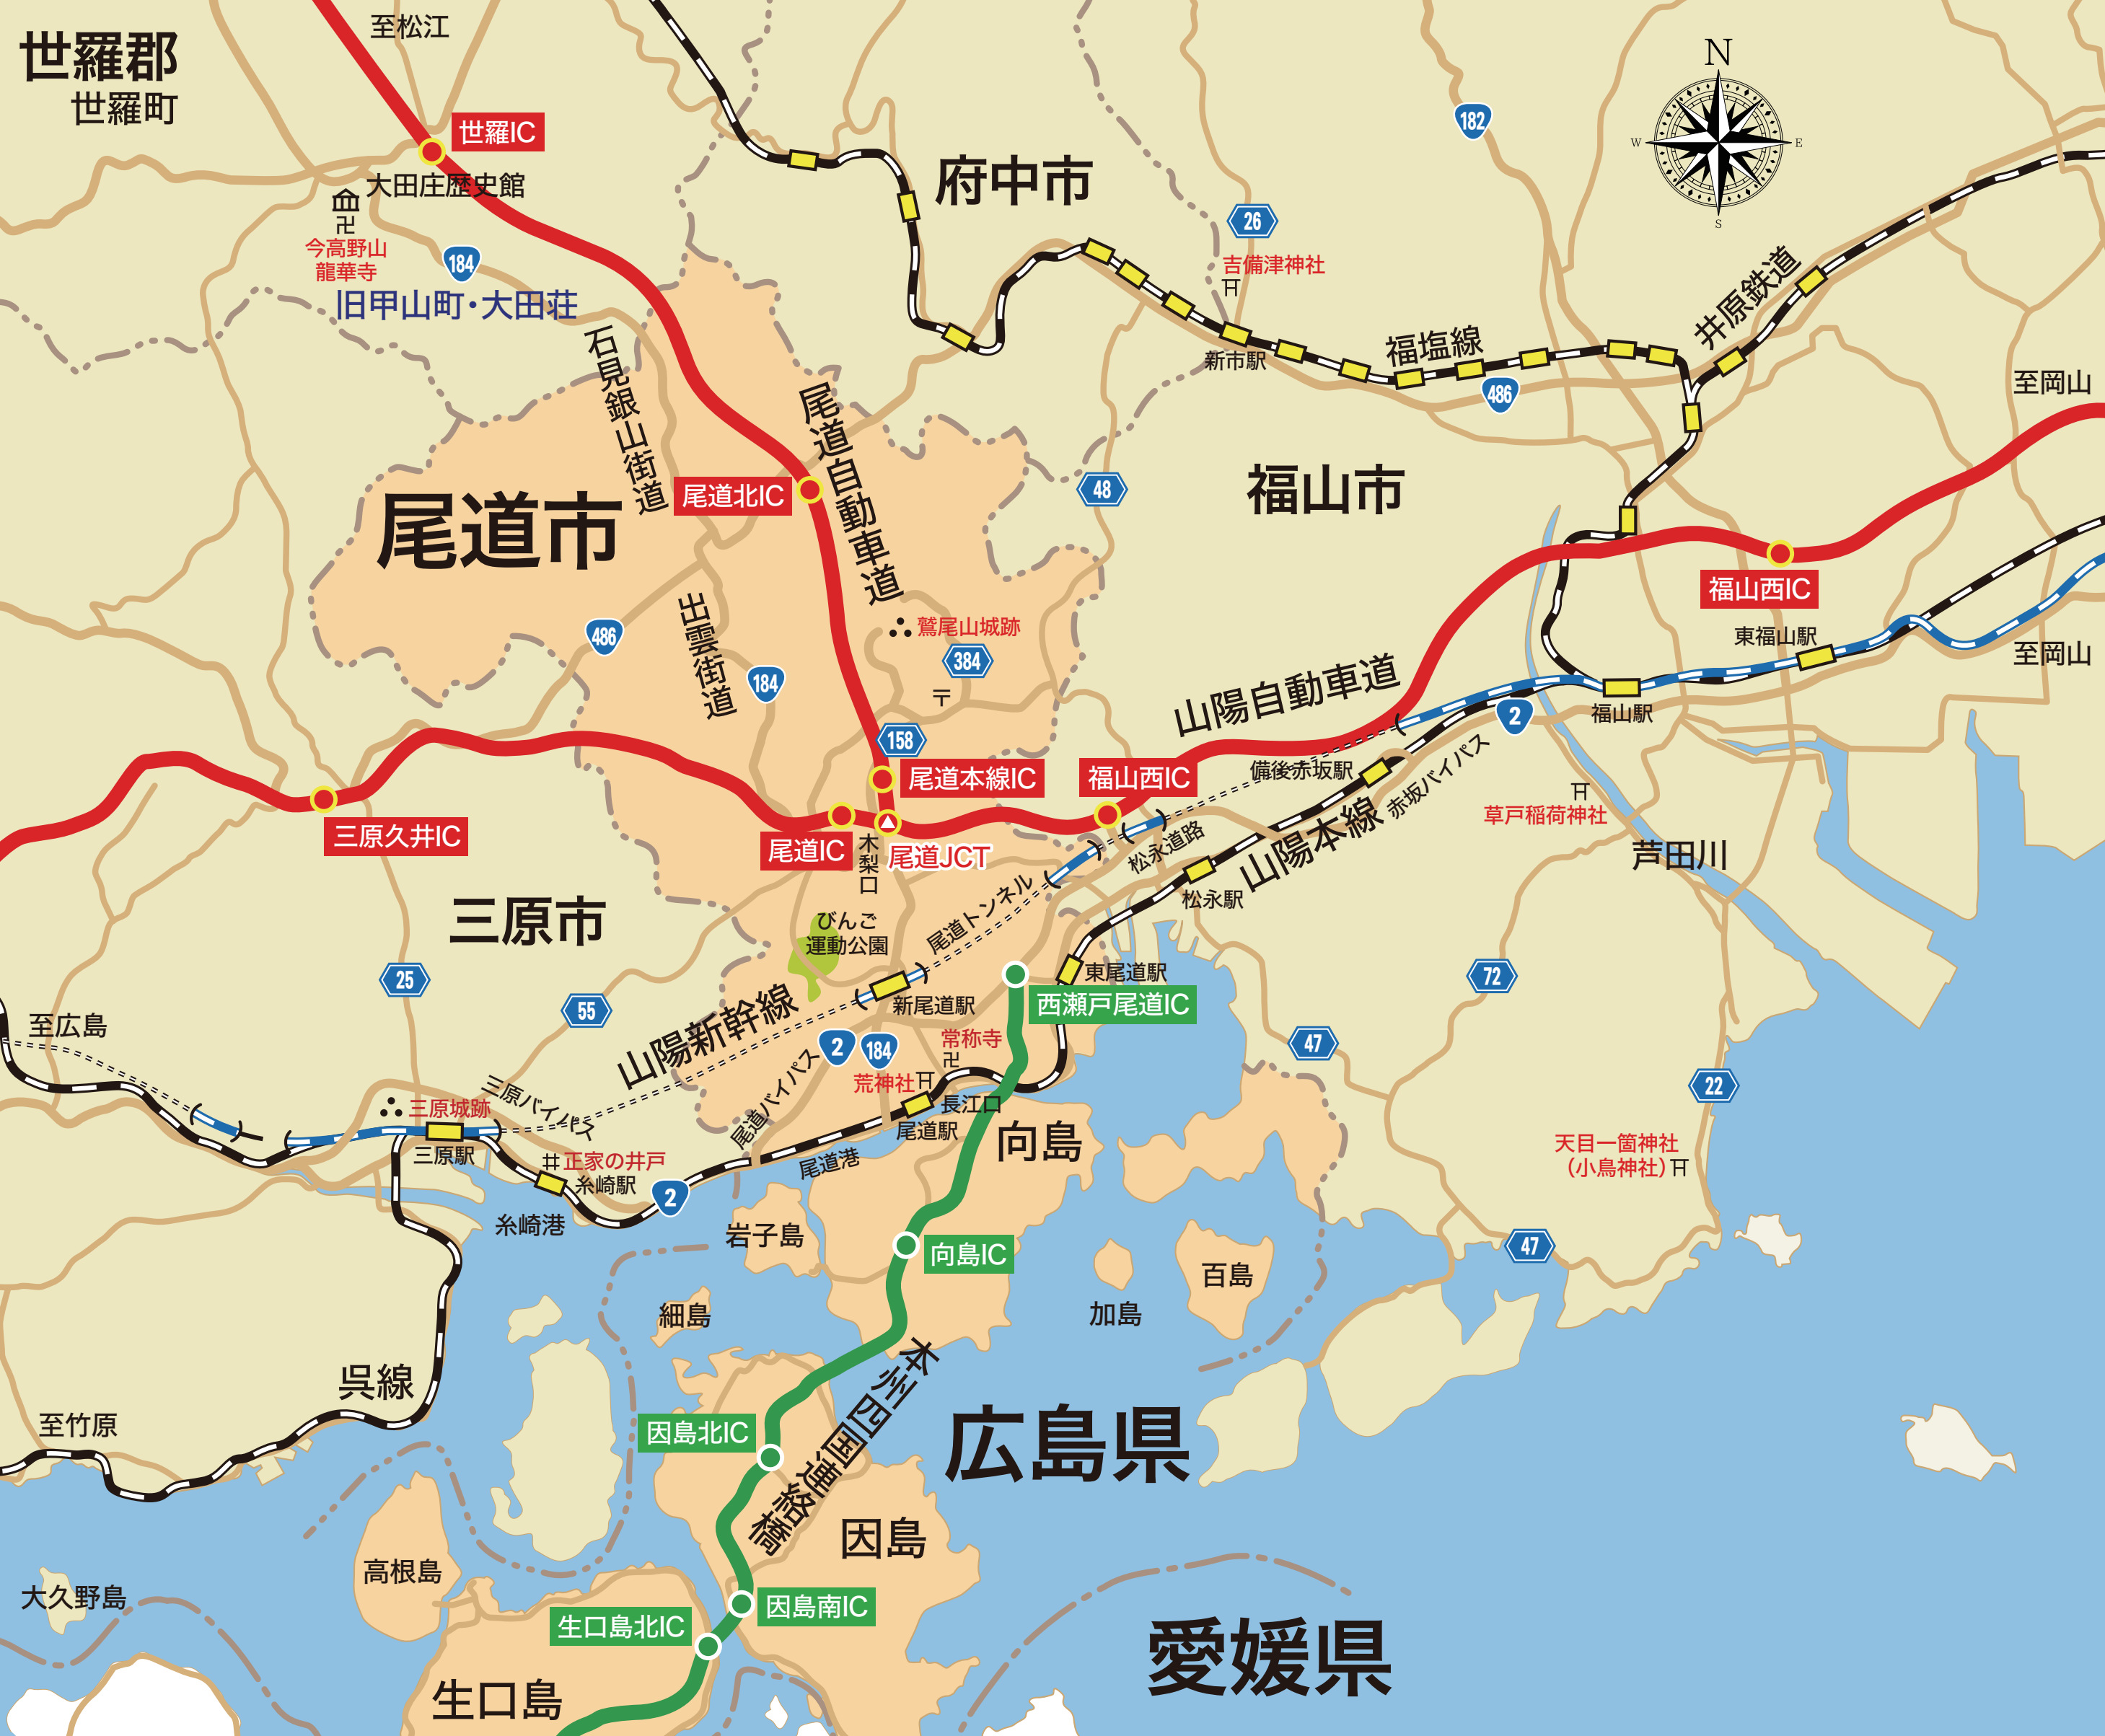 至松江
世羅郡
世羅町
世羅IC
大田庄歴史館
卍
今高野山
龍華寺
184
旧甲山町・大田荘
府中市
182
N
W
E
S
26
吉備津神社
新市駅
福塩線
井原鉄道
486
至岡山
石見銀山街道
尾道自動車道
尾道北IC
尾道市
48
福山市
福山西IC
出雲街道
486
184
鷲尾山城跡
384
〒
158
尾道本線IC
山陽自動車道
東福山駅
至岡山
福山駅
2
備後赤坂駅
赤坂バイパス
福山西IC
三原久井IC
尾道IC
尾道JCT
木梨口
松永道路
山陽本線
松永駅
草戸稲荷神社
芦田川
三原市
びんご
運動公園
尾道トンネル
東尾道駅
西瀬戸尾道IC
新尾道駅
25
55
72
47
22
至広島
山陽新幹線
2
184
常称寺
卍
荒神社
長江口
尾道駅
尾道バイパス
尾道港
三原城跡
三原バイパス
三原駅
正家の井戸
糸崎駅
糸崎港
2
向島
天目一箇神社
（小鳥神社）
47
岩子島
向島IC
百島
加島
細島
呉線
至竹原
本州四国連絡橋
因島北IC
広島県
因島
高根島
大久野島
因島南IC
生口島北IC
生口島
愛媛県